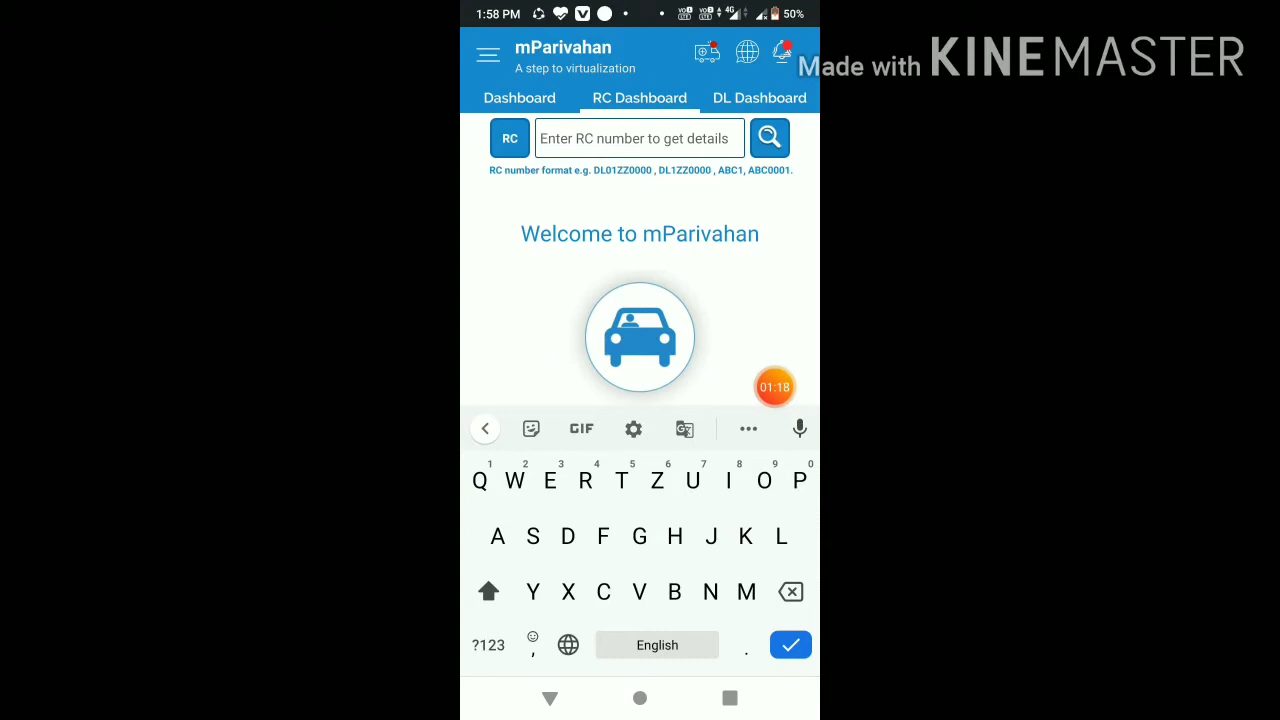 1:58 PM
50%
4G
mParivahan
A step to virtualization
Made with KINEMASTER
Dashboard RC Dashboard DL Dashboard
RC Enter RC number to get details
RC number format e.g. DL01ZZ0000 , DL1ZZ0000 , ABC1, ABC0001.
Welcome to mParivahan
01:18
GIF
1 2 3 4 5 6 7 8 9 0
Q W E R T Z U I O P
A S D F G H J K L
Y X C V B N M
?123 , English .